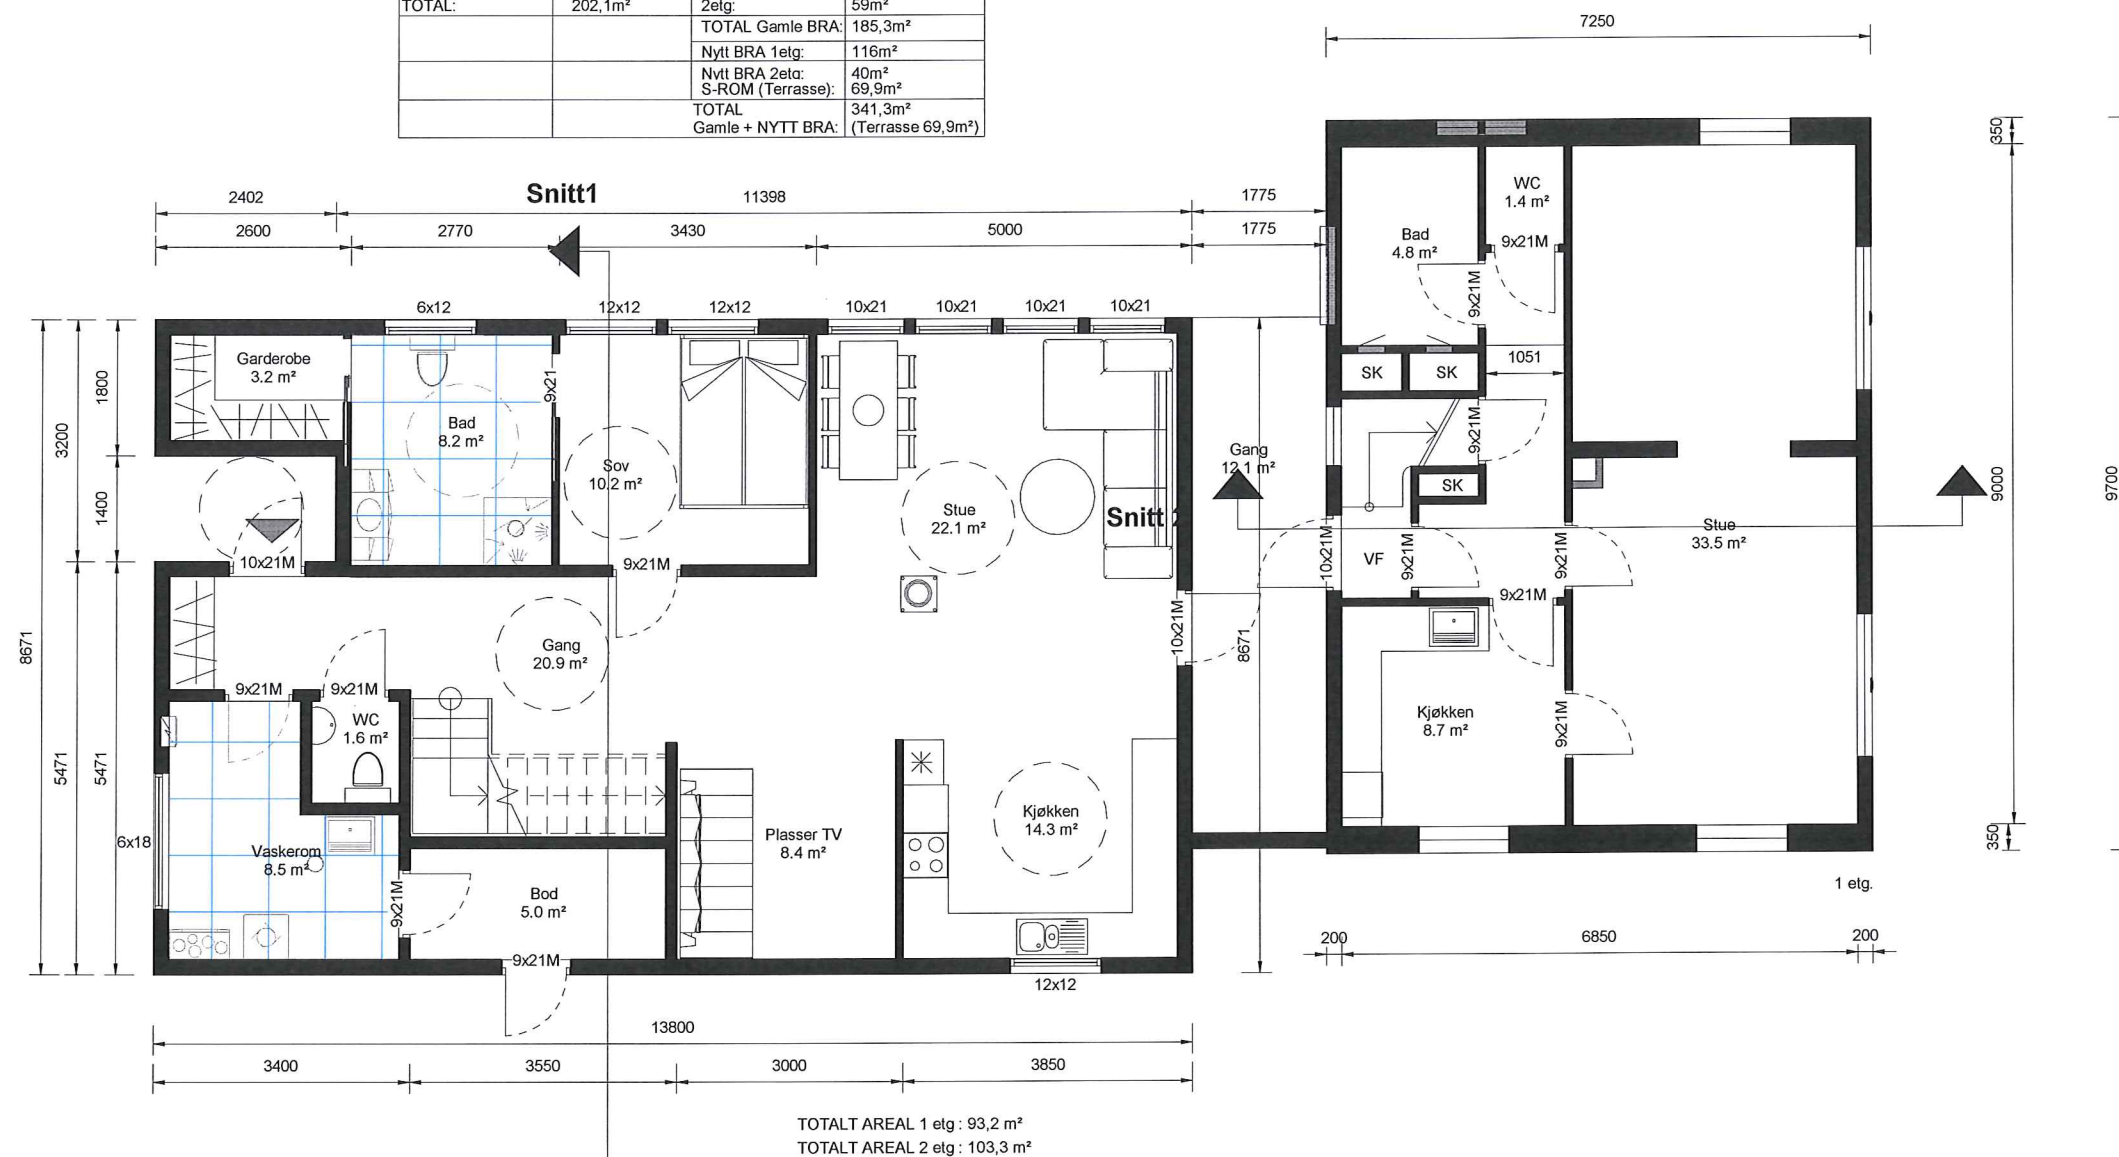 TOTAL: 202,1m² 2etg: 59m²
TOTAL Gamle BRA: 185,3m²
Nytt BRA 1etg: 116m²
Nytt BRA 2etg: 40m²
S-ROM (Terrasse): 69,9m²
TOTAL 341,3m²
Gamle + NYTT BRA: (Terrasse 69,9m²)
7250
350
9000
9700
350
Snitt1
2402 11398 1775
2600 2770 3430 5000 1775
6x12 12x12 12x12 10x21 10x21 10x21 10x21
8671
3200
5471
1800
1400
5471
Garderobe
3.2 m²
Bad
8.2 m²
9x21
Sov
10.2 m²
Stue
22.1 m²
Snitt 2
10x21M
9x21M
Gang
20.9 m²
9x21M
9x21M
WC
1.6 m²
6x18
Vaskerom
8.5 m²
9x21M
Bod
5.0 m²
9x21M
Plasser TV
8.4 m²
Kjøkken
14.3 m²
12x12
10x21M
Gang
12.1 m²
8671
WC
1.4 m²
9x21M
Bad
4.8 m²
9x21M
1051
SK
SK
9x21M
SK
10x21M
VF
9x21M
9x21M
9x21M
Stue
33.5 m²
Kjøkken
8.7 m²
9x21M
1 etg.
200 6850 200
13800
3400 3550 3000 3850
TOTALT AREAL 1 etg : 93,2 m²
TOTALT AREAL 2 etg : 103,3 m²